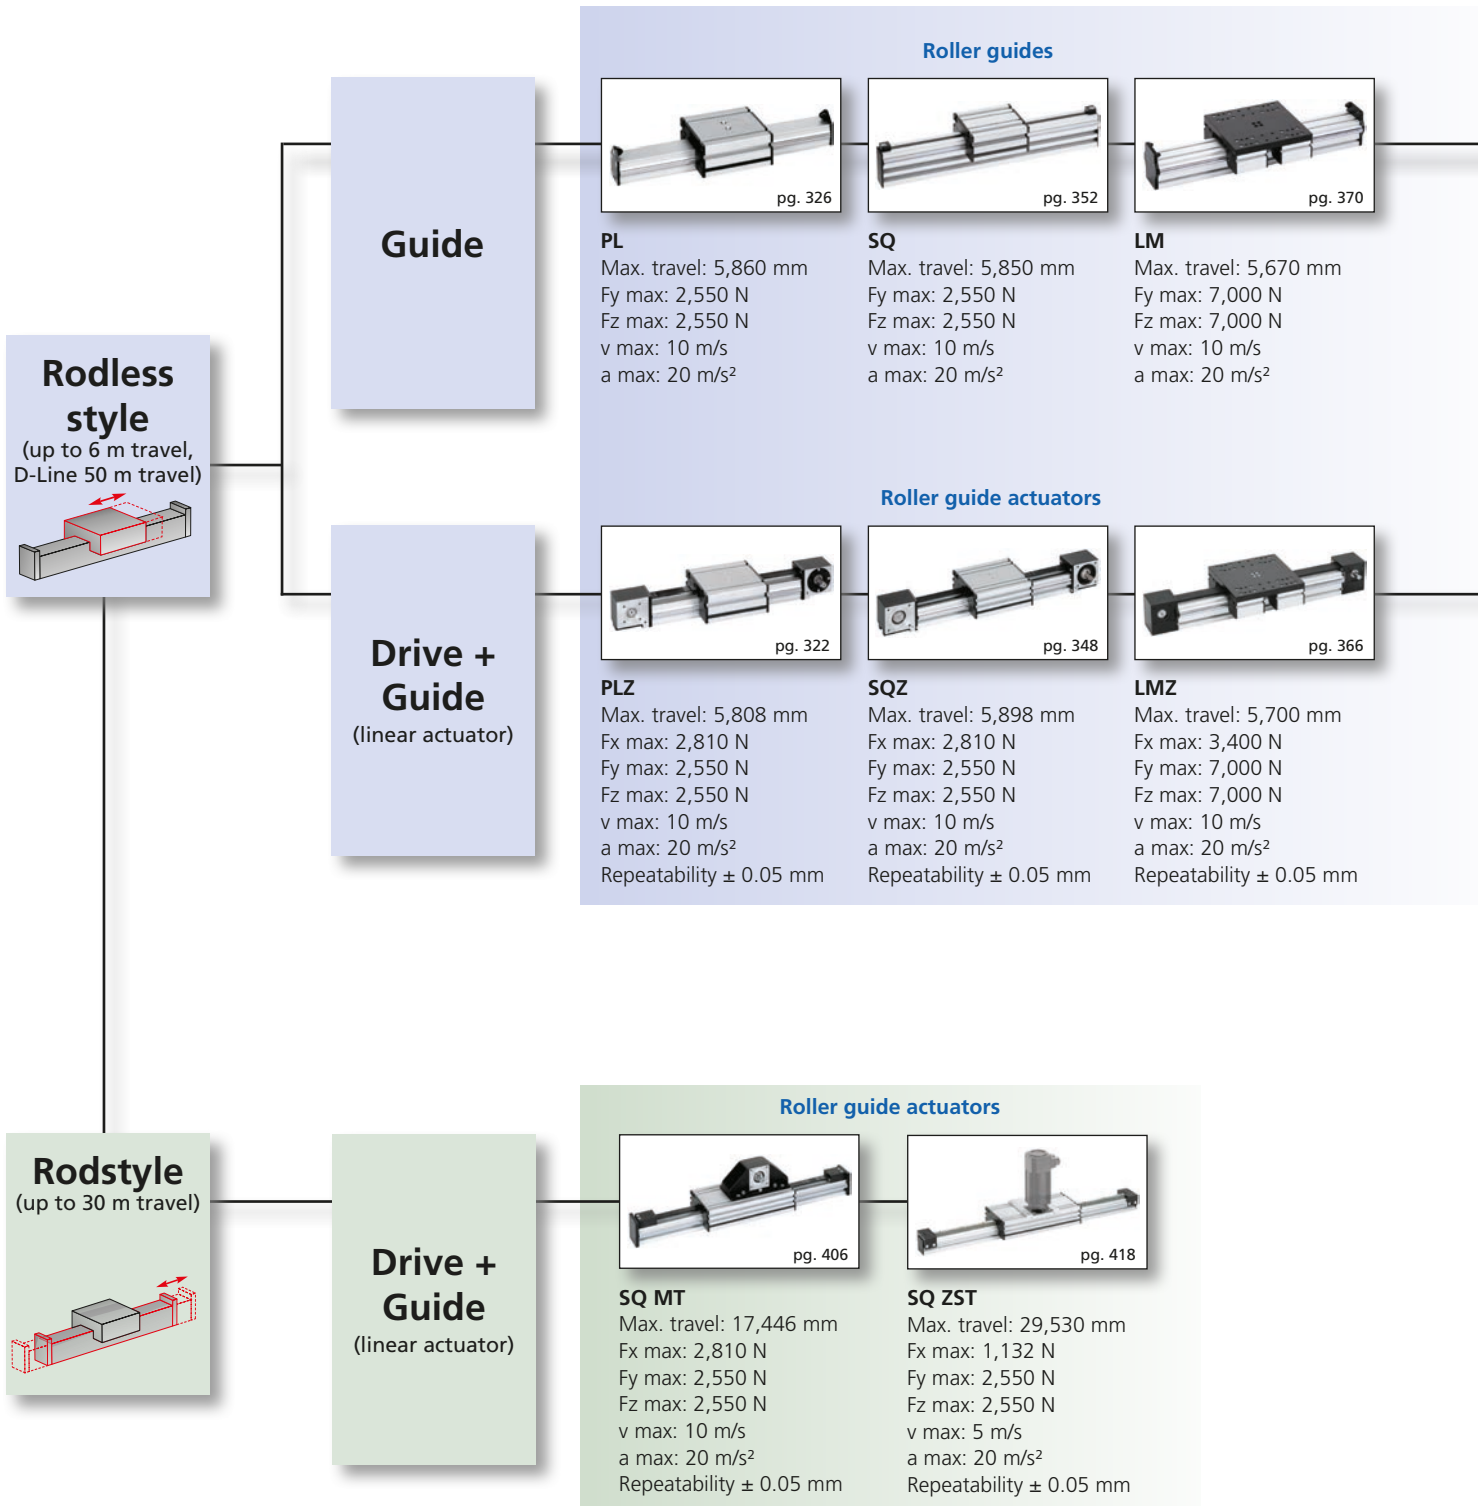 Roller guides
Guide
pg. 326
pg. 352
pg. 370
PL
Max. travel: 5,860 mm
Fy max: 2,550 N
Fz max: 2,550 N
v max: 10 m/s
a max: 20 m/s²
SQ
Max. travel: 5,850 mm
Fy max: 2,550 N
Fz max: 2,550 N
v max: 10 m/s
a max: 20 m/s²
LM
Max. travel: 5,670 mm
Fy max: 7,000 N
Fz max: 7,000 N
v max: 10 m/s
a max: 20 m/s²
Rodless
style
(up to 6 m travel,
D-Line 50 m travel)
Roller guide actuators
Drive +
Guide
(linear actuator)
pg. 322
pg. 348
pg. 366
PLZ
Max. travel: 5,808 mm
Fx max: 2,810 N
Fy max: 2,550 N
Fz max: 2,550 N
v max: 10 m/s
a max: 20 m/s²
Repeatability ± 0.05 mm
SQZ
Max. travel: 5,898 mm
Fx max: 2,810 N
Fy max: 2,550 N
Fz max: 2,550 N
v max: 10 m/s
a max: 20 m/s²
Repeatability ± 0.05 mm
LMZ
Max. travel: 5,700 mm
Fx max: 3,400 N
Fy max: 7,000 N
Fz max: 7,000 N
v max: 10 m/s
a max: 20 m/s²
Repeatability ± 0.05 mm
Rodstyle
(up to 30 m travel)
Drive +
Guide
(linear actuator)
Roller guide actuators
pg. 406
pg. 418
SQ MT
Max. travel: 17,446 mm
Fx max: 2,810 N
Fy max: 2,550 N
Fz max: 2,550 N
v max: 10 m/s
a max: 20 m/s²
Repeatability ± 0.05 mm
SQ ZST
Max. travel: 29,530 mm
Fx max: 1,132 N
Fy max: 2,550 N
Fz max: 2,550 N
v max: 5 m/s
a max: 20 m/s²
Repeatability ± 0.05 mm